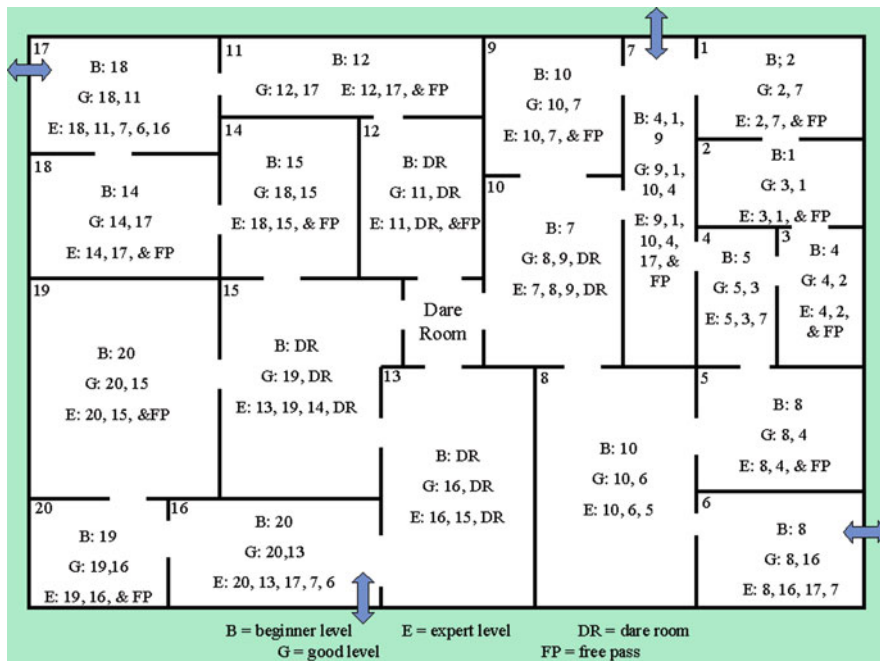 17
B: 18
G: 18, 11
E: 18, 11, 7, 6, 16
11
B: 12
G: 12, 17 E: 12, 17, & FP
9
B: 10
G: 10, 7
E: 10, 7, & FP
7
B: 4, 1,
9
G: 9, 1,
10, 4
E: 9, 1,
10, 4,
17, &
FP
1
B; 2
G: 2, 7
E: 2, 7, & FP
2
B:1
G: 3, 1
E: 3, 1, & FP
18
B: 14
G: 14, 17
E: 14, 17, & FP
14
B: 15
G: 18, 15
E: 18, 15, & FP
12
B: DR
G: 11, DR
E: 11, DR, &FP
10
B: 7
G: 8, 9, DR
E: 7, 8, 9, DR
4
B: 5
G: 5, 3
E: 5, 3, 7
3
B: 4
G: 4, 2
E: 4, 2,
& FP
19
B: 20
G: 20, 15
E: 20, 15, &FP
15
B: DR
G: 19, DR
E: 13, 19, 14, DR
Dare
Room
13
B: DR
G: 16, DR
E: 16, 15, DR
8
B: 10
G: 10, 6
E: 10, 6, 5
5
B: 8
G: 8, 4
E: 8, 4, & FP
20
B: 19
G: 19,16
E: 19, 16, & FP
16
B: 20
G: 20,13
E: 20, 13, 17, 7, 6
6
B: 8
G: 8, 16
E: 8, 16, 17, 7
B = beginner level E = expert level DR = dare room
G = good level FP = free pass